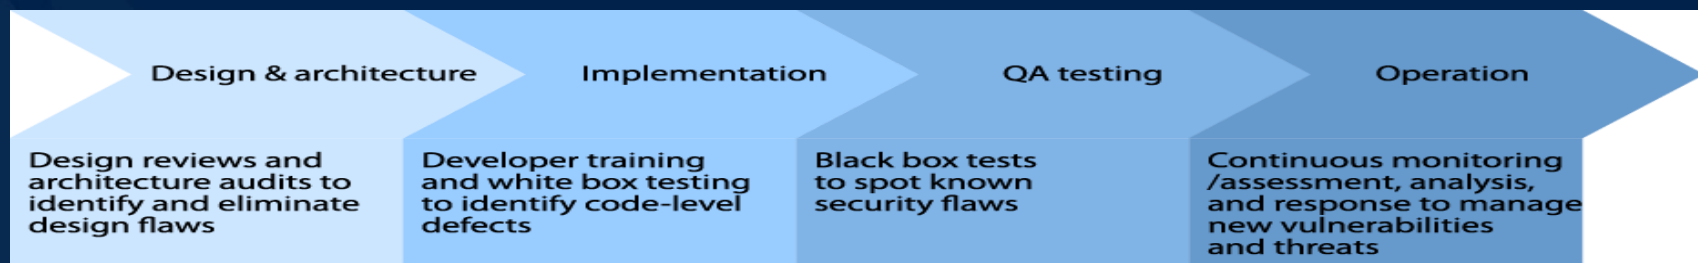 Design & architecture
Implementation
QA testing
Operation
Design reviews and
architecture audits to
identify and eliminate
design flaws
Developer training
and white box testing
to identify code-level
defects
Black box tests
to spot known
security flaws
Continuous monitoring
/assessment, analysis,
and response to manage
new vulnerabilities
and threats